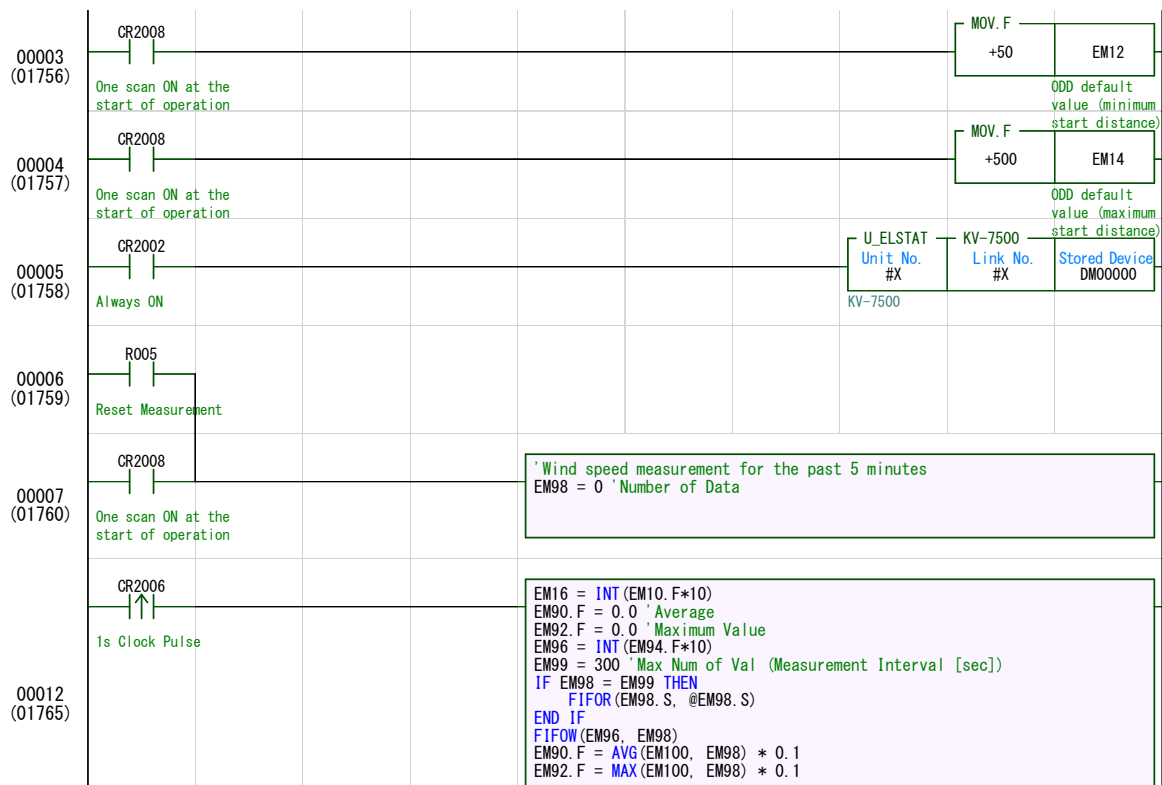 CR2008
MOV.F
00003
+50
EM12
(01756)
One scan ON at the
start of operation
ODD default
value (minimum
start distance)
CR2008
MOV.F
00004
+500
EM14
(01757)
One scan ON at the
start of operation
ODD default
value (maximum
start distance)
CR2002
U_ELSTAT
KV-7500
00005
Unit No.
Link No.
Stored Device
(01758)
#X
#X
DM00000
Always ON
KV-7500
R005
00006
(01759)
Reset Measurement
CR2008
00007
(01760)
One scan ON at the
start of operation
'Wind speed measurement for the past 5 minutes
EM98 = 0 'Number of Data
CR2006
1s Clock Pulse
00012
(01765)
EM16 = INT(EM10.F*10)
EM90.F = 0.0 'Average
EM92.F = 0.0 'Maximum Value
EM96 = INT(EM94.F*10)
EM99 = 300 'Max Num of Val (Measurement Interval [sec])
IF EM98 = EM99 THEN
FIFOR(EM98.S, @EM98.S)
END IF
FIFOW(EM96, EM98)
EM90.F = AVG(EM100, EM98) * 0.1
EM92.F = MAX(EM100, EM98) * 0.1